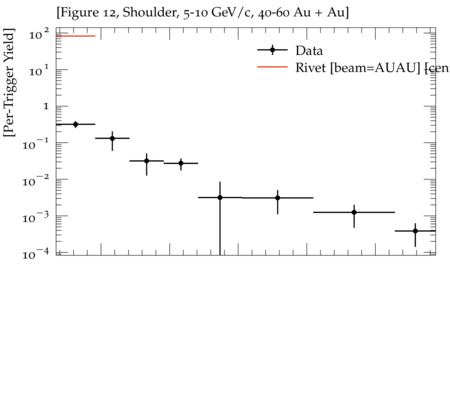 [Figure 12, Shoulder, 5-10 GeV/c, 40-60 Au + Au]
[Per-Trigger Yield]
10²
10¹
1
10⁻¹
10⁻²
10⁻³
10⁻⁴
Data
Rivet [beam=AUAU] [cen